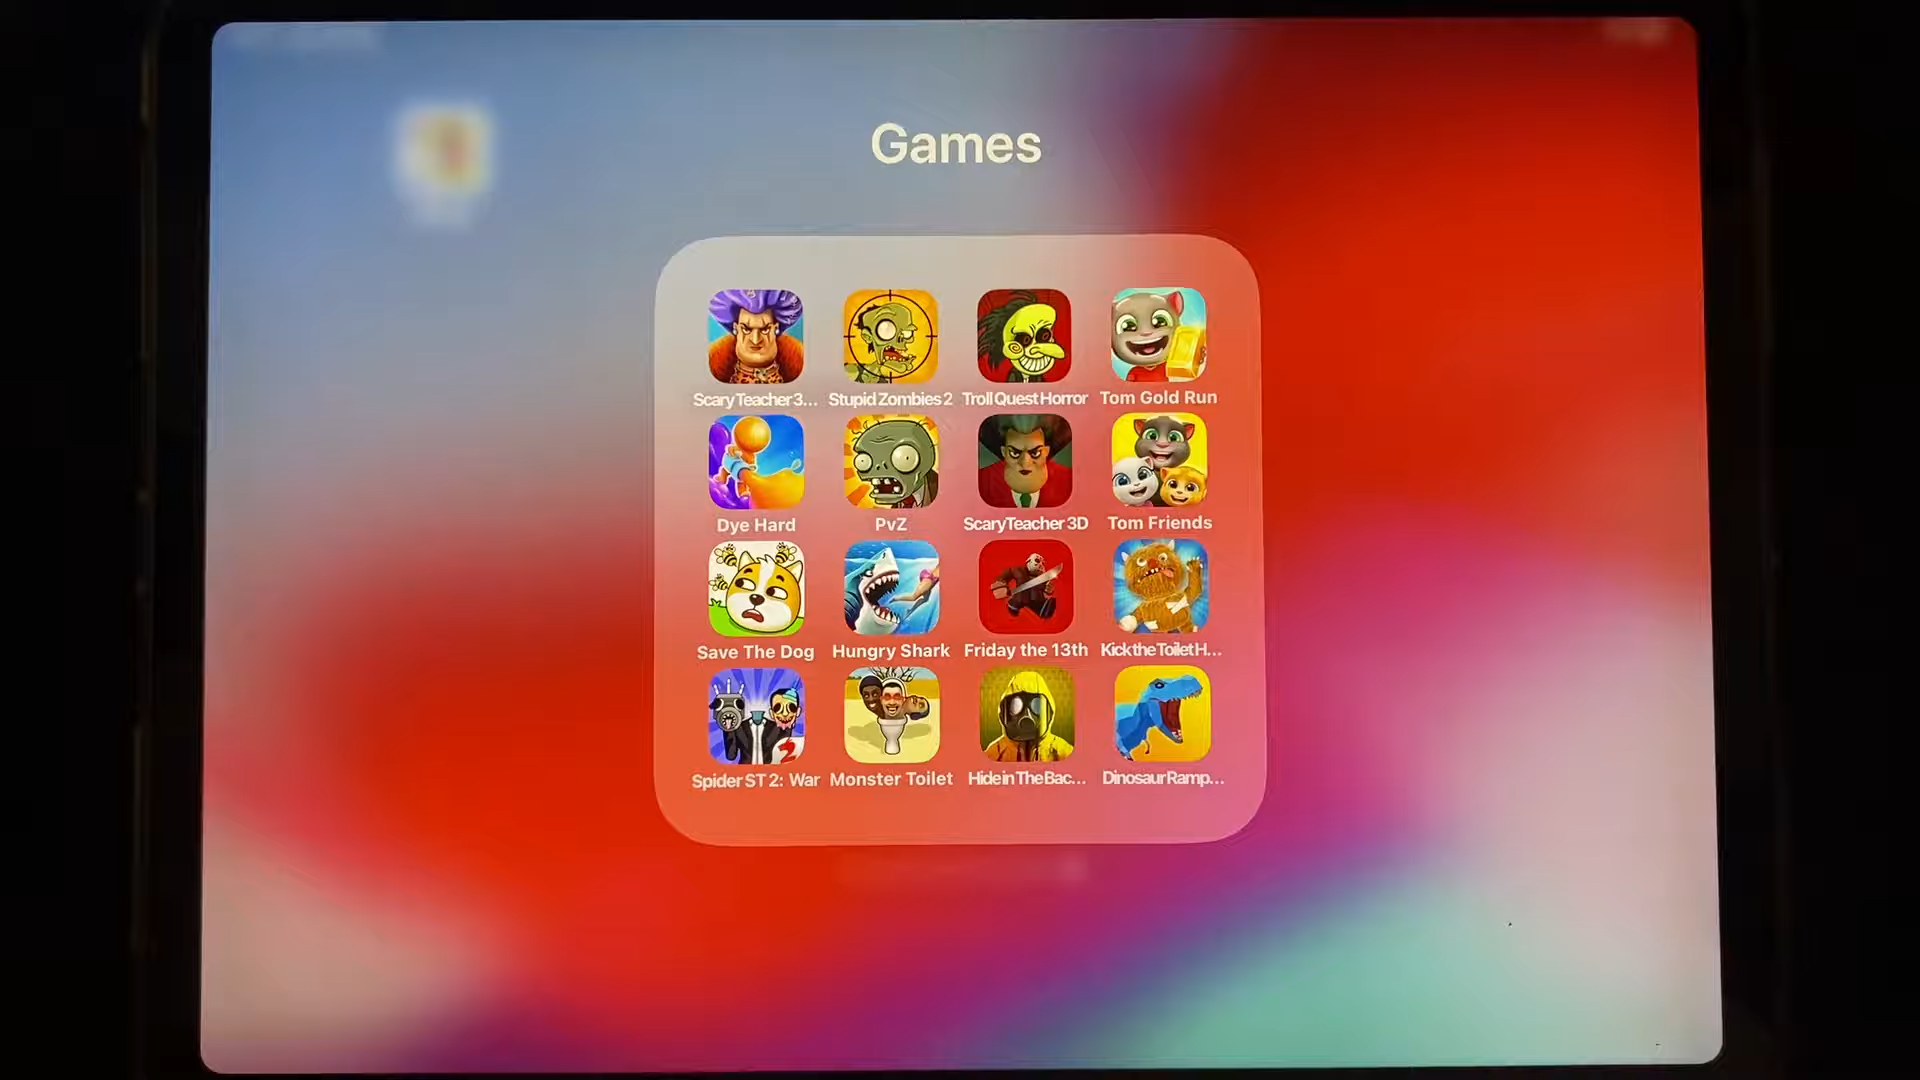 Games
Scary Teacher 3... Stupid Zombies 2 Troll Quest Horror Tom Gold Run
Dye Hard PvZ Scary Teacher 3D Tom Friends
Save The Dog Hungry Shark Friday the 13th Kick the Toilet H...
2
Spider ST 2: War Monster Toilet Hide in The Bac... Dinosaur Ramp...